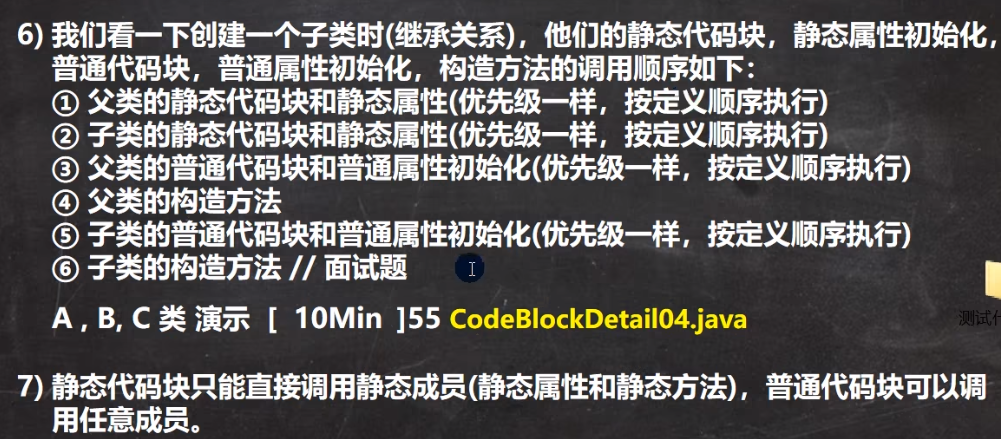 6) 我们看一下创建一个子类时(继承关系)，他们的静态代码块，静态属性初始化，
普通代码块，普通属性初始化，构造方法的调用顺序如下：
① 父类的静态代码块和静态属性(优先级一样，按定义顺序执行)
② 子类的静态代码块和静态属性(优先级一样，按定义顺序执行)
③ 父类的普通代码块和普通属性初始化(优先级一样，按定义顺序执行)
④ 父类的构造方法
⑤ 子类的普通代码块和普通属性初始化(优先级一样，按定义顺序执行)
⑥ 子类的构造方法 // 面试题
A , B, C 类 演示 [ 10Min ]55 CodeBlockDetail04.java
测试
7) 静态代码块只能直接调用静态成员(静态属性和静态方法)，普通代码块可以调
用任意成员。